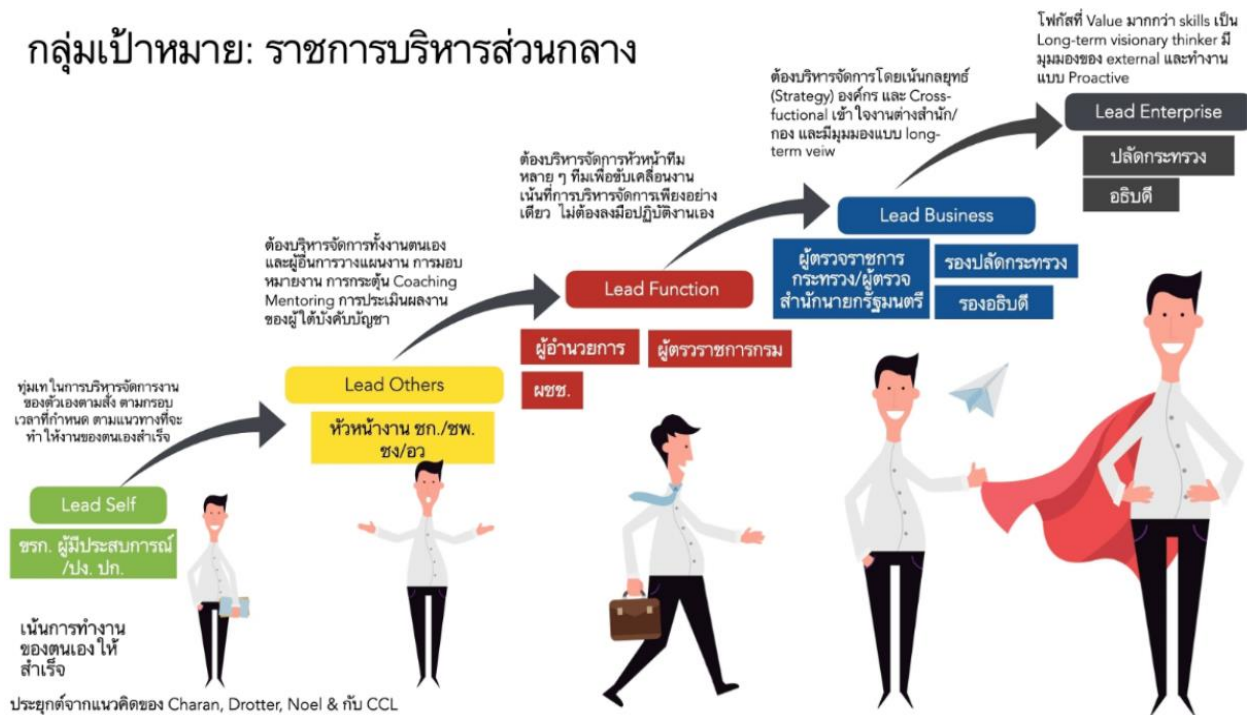 กลุ่มเป้าหมาย: ราชการบริหารส่วนกลาง
โฟกัสที่ Value มากกว่า skills เป็น
Long-term visionary thinker มี
มุมมองของ external และทำงาน
แบบ Proactive
Lead Enterprise
ปลัดกระทรวง
อธิบดี
ต้องบริหารจัดการโดยเน้นกลยุทธ์
(Strategy) องค์กร และ Cross-
fuctional เข้าใจงานต่างสำนัก/
กอง และมีมุมมองแบบ long-
term veiw
Lead Business
ผู้ตรวจราชการ
กระทรวง/ผู้ตรวจ
สำนักนายกรัฐมนตรี
รองปลัดกระทรวง
รองอธิบดี
ต้องบริหารจัดการหัวหน้าทีม
หลาย ๆ ทีมเพื่อขับเคลื่อนงาน
เน้นที่การบริหารจัดการเพียงอย่าง
เดียว ไม่ต้องลงมือปฏิบัติงานเอง
Lead Function
ผู้อำนวยการ
ผู้ตรวราชการกรม
ผชช.
ต้องบริหารจัดการทั้งงานตนเอง
และผู้อื่นการวางแผนงาน การมอบ
หมายงาน การกระตุ้น Coaching
Mentoring การประเมินผลงาน
ของผู้ใต้บังคับบัญชา
Lead Others
หัวหน้างาน ชก./ชพ.
ชง/อว
ทุ่มเทในการบริหารจัดการงาน
ของตัวเองตามสั่ง ตามกรอบ
เวลาที่กำหนด ตามแนวทางที่จะ
ทำให้งานของตนเองสำเร็จ
Lead Self
ขรก. ผู้มีประสบการณ์
/ปง. ปก.
เน้นการทำงาน
ของตนเองให้
สำเร็จ
ประยุกต์จากแนวคิดของ Charan, Drotter, Noel & กับ CCL